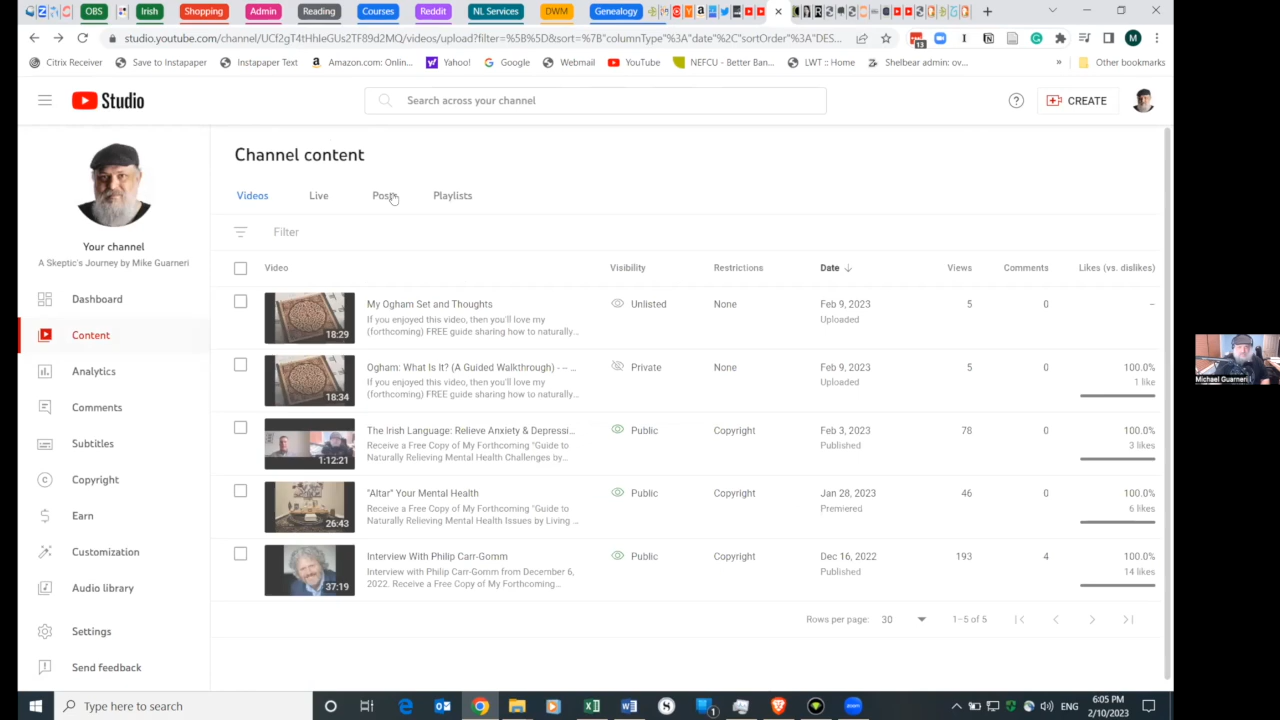 OBS
Irish
Shopping
Admin
Reading
Courses
Reddit
NL Services
DWM
Genealogy
studio.youtube.com/channel/UCf2gT4tHhleGUs2TF89d2MQ/videos/upload?filter=%5B%5D&sort=%7B"columnType"%3A"date"%2C"sortOrder"%3A"DES...
13
M
Citrix Receiver
Save to Instapaper
Instapaper Text
Amazon.com: Onlin...
Yahoo!
Google
Webmail
YouTube
NEFCU - Better Ban...
LWT :: Home
Shelbear admin: ov...
»
Other bookmarks
Studio
Search across your channel
CREATE
Your channel
A Skeptic's Journey by Mike Guarneri
Dashboard
Content
Analytics
Comments
Subtitles
Copyright
Earn
Customization
Audio library
Settings
Send feedback
Channel content
Videos Live Posts Playlists
Filter
Video Visibility Restrictions Date Views Comments Likes (vs. dislikes)
My Ogham Set and Thoughts Unlisted None Feb 9, 2023 5 0 –
If you enjoyed this video, then you'll love my Uploaded
(forthcoming) FREE guide sharing how to naturally...
18:29
Ogham: What Is It? (A Guided Walkthrough) - – ... Private None Feb 9, 2023 5 0 100.0%
If you enjoyed this video, then you'll love my Uploaded 1 like
(forthcoming) FREE guide sharing how to naturally...
18:34
The Irish Language: Relieve Anxiety & Depressi... Public Copyright Feb 3, 2023 78 0 100.0%
Receive a Free Copy of My Forthcoming "Guide to Published 3 likes
Naturally Relieving Mental Health Challenges by...
1:12:21
"Altar" Your Mental Health Public Copyright Jan 28, 2023 46 0 100.0%
Receive a Free Copy of My Forthcoming "Guide to Premiered 6 likes
Naturally Relieving Mental Health Issues by Living ...
26:43
Interview With Philip Carr-Gomm Public Copyright Dec 16, 2022 193 4 100.0%
Interview with Philip Carr-Gomm from December 6, Published 14 likes
2022. Receive a Free Copy of My Forthcoming...
37:19
Rows per page: 30 1–5 of 5
Michael Guarneri
Type here to search
1
ENG
6:05 PM
2/10/2023